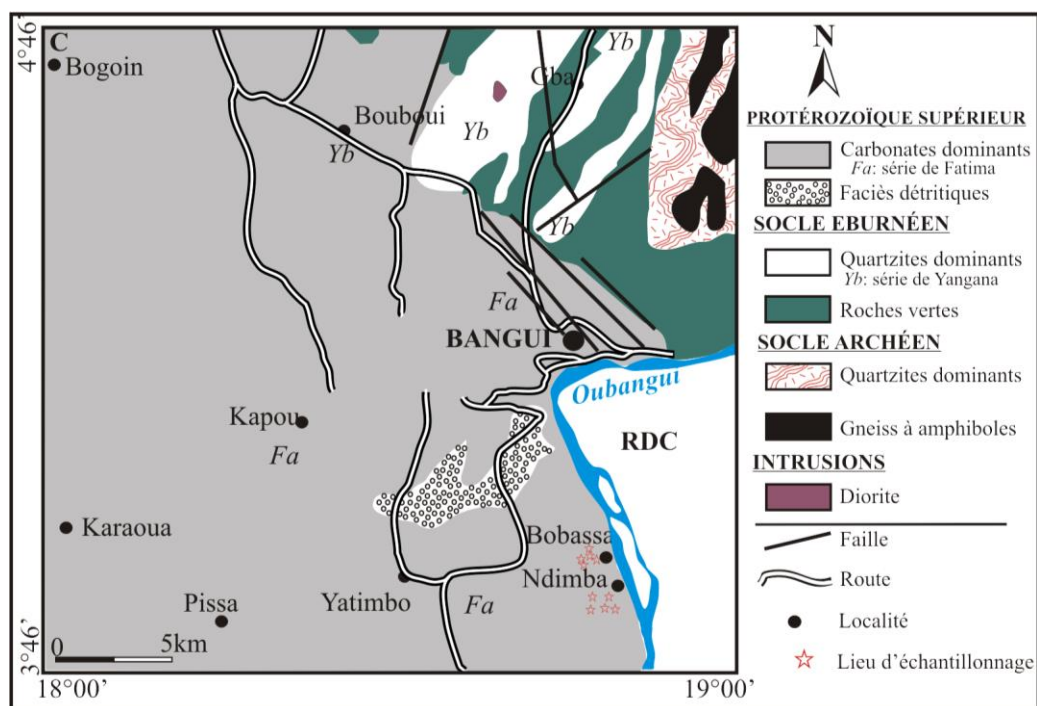 C
4°46'
Bogoin
Bouboui
Yb
Yb
Yb
Gba
Yb
Fa
BANGUI
Oubangui
RDC
Kapou
Fa
Karaoua
Bobassa
Ndimba
Yatimbo
Fa
Pissa
0 5km
3°46'
18°00'
19°00'
N
PROTÉROZOÏQUE SUPÉRIEUR
Carbonates dominants
Fa: série de Fatima
Faciès détritiques
SOCLE EBURNÉEN
Quartzites dominants
Yb: série de Yangana
Roches vertes
SOCLE ARCHÉEN
Quartzites dominants
Gneiss à amphiboles
INTRUSIONS
Diorite
Faille
Route
Localité
Lieu d'échantillonnage